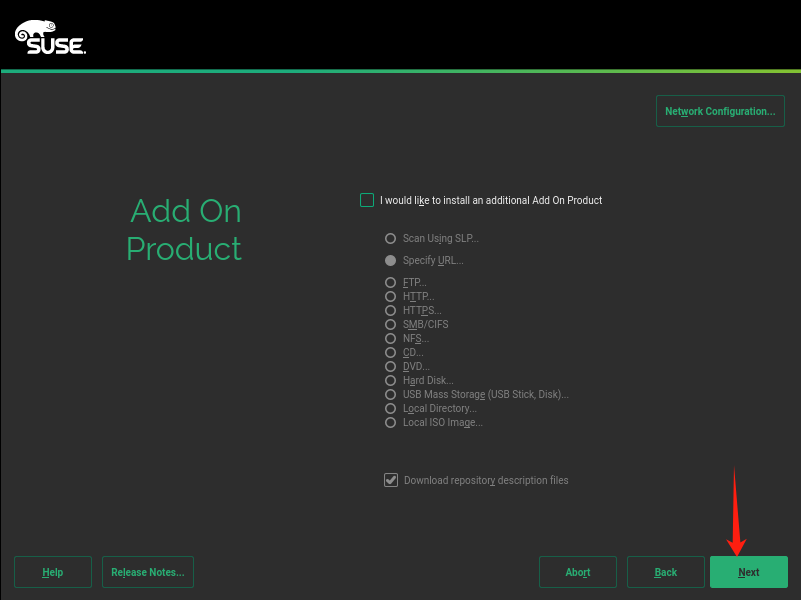 SUSE.
Network Configuration...
Add On
Product
I would like to install an additional Add On Product
Scan Using SLP...
Specify URL...
FTP...
HTTP...
HTTPS...
SMB/CIFS
NFS...
CD...
DVD...
Hard Disk...
USB Mass Storage (USB Stick, Disk)...
Local Directory...
Local ISO Image...
Download repository description files
Help
Release Notes...
Abort
Back
Next